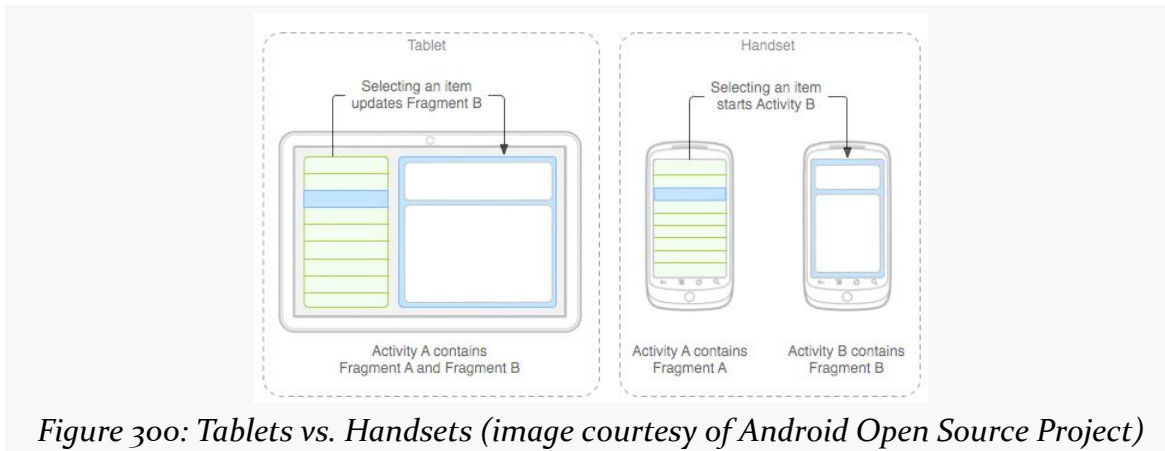 Tablet
Selecting an item
updates Fragment B
Activity A contains
Fragment A and Fragment B
Handset
Selecting an item
starts Activity B
Activity A contains
Fragment A
Activity B contains
Fragment B
Figure 300: Tablets vs. Handsets (image courtesy of Android Open Source Project)